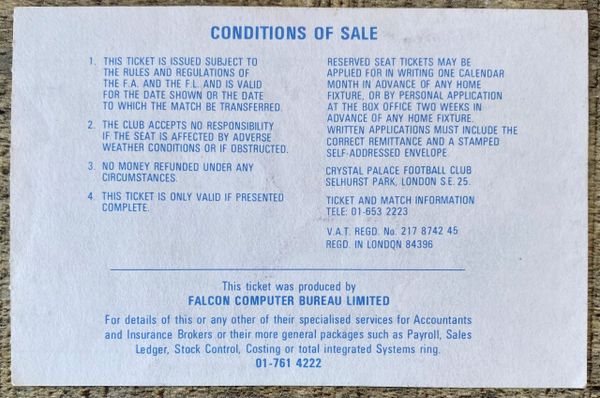 CONDITIONS OF SALE
1. THIS TICKET IS ISSUED SUBJECT TO
THE RULES AND REGULATIONS OF
THE F.A. AND THE F.L. AND IS VALID
FOR THE DATE SHOWN OR THE DATE
TO WHICH THE MATCH BE TRANSFERRED.
2. THE CLUB ACCEPTS NO RESPONSIBILITY
IF THE SEAT IS AFFECTED BY ADVERSE
WEATHER CONDITIONS OR IF OBSTRUCTED.
3. NO MONEY REFUNDED UNDER ANY
CIRCUMSTANCES.
4. THIS TICKET IS ONLY VALID IF PRESENTED
COMPLETE.
RESERVED SEAT TICKETS MAY BE
APPLIED FOR IN WRITING ONE CALENDAR
MONTH IN ADVANCE OF ANY HOME
FIXTURE, OR BY PERSONAL APPLICATION
AT THE BOX OFFICE TWO WEEKS IN
ADVANCE OF ANY HOME FIXTURE.
WRITTEN APPLICATIONS MUST INCLUDE THE
CORRECT REMITTANCE AND A STAMPED
SELF-ADDRESSED ENVELOPE.
CRYSTAL PALACE FOOTBALL CLUB
SELHURST PARK, LONDON S.E. 25.
TICKET AND MATCH INFORMATION
TELE: 01-653 2223
V.A.T. REGD. No. 217 8742 45
REGD. IN LONDON 84396
This ticket was produced by
FALCON COMPUTER BUREAU LIMITED
For details of this or any other of their specialised services for Accountants
and Insurance Brokers or their more general packages such as Payroll, Sales
Ledger, Stock Control, Costing or total integrated Systems ring.
01-761 4222